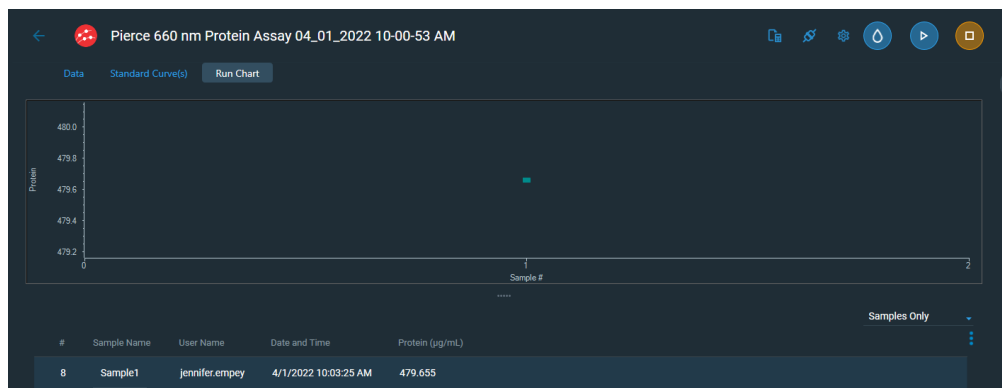 Pierce 660 nm Protein Assay 04_01_2022 10-00-53 AM
Data Standard Curve(s) Run Chart
480.0
479.8
479.6
479.4
479.2
Protein
0 1 2
Sample #
Samples Only
# Sample Name User Name Date and Time Protein (µg/mL)
8 Sample1 jennifer.empey 4/1/2022 10:03:25 AM 479.655